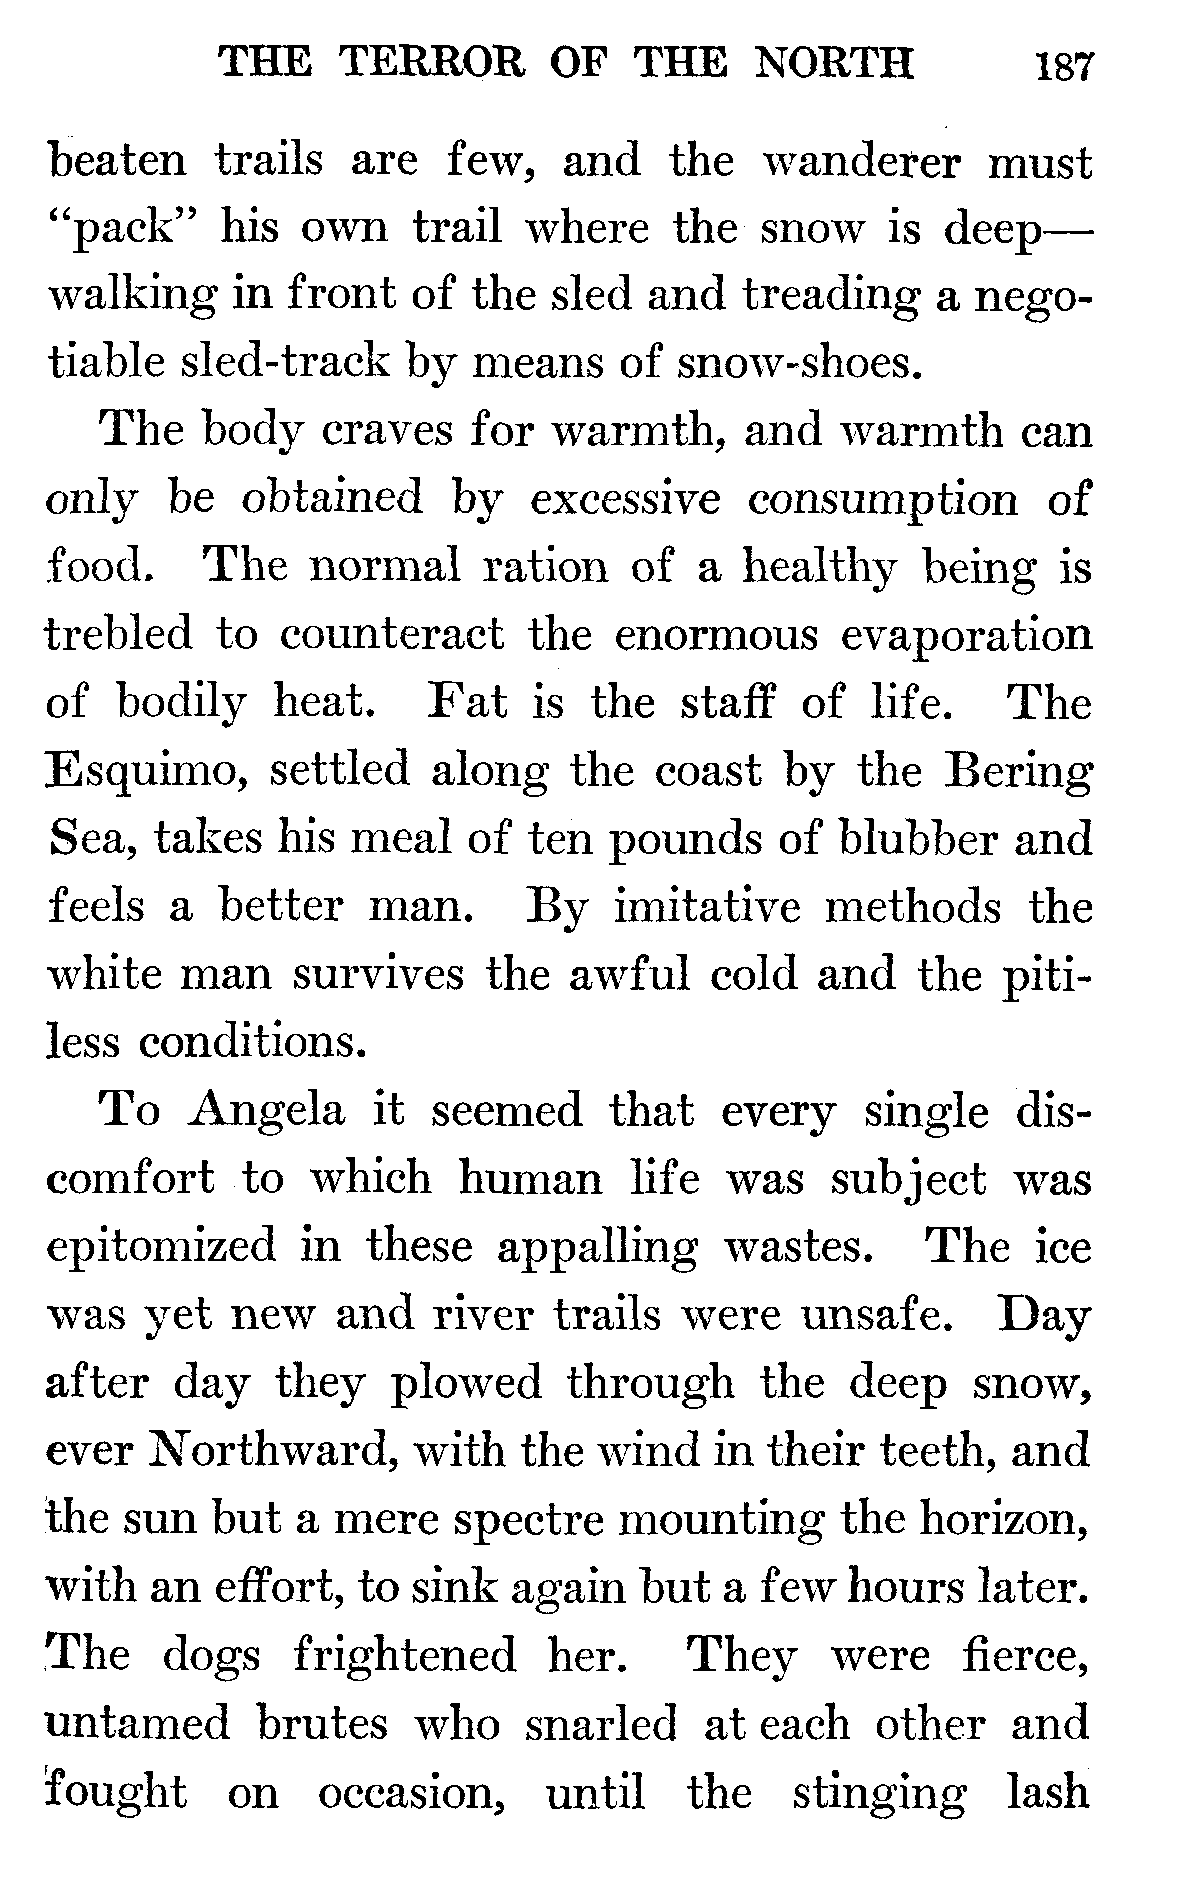 THE TERROR OF THE NORTH 187
beaten trails are few, and the wanderer must
“pack” his own trail where the snow is deep—
walking in front of the sled and treading a nego-
tiable sled-track by means of snow-shoes.
The body craves for warmth, and warmth can
only be obtained by excessive consumption of
food. The normal ration of a healthy being is
trebled to counteract the enormous evaporation
of bodily heat. Fat is the staff of life. The
Esquimo, settled along the coast by the Bering
Sea, takes his meal of ten pounds of blubber and
feels a better man. By imitative methods the
white man survives the awful cold and the piti-
less conditions.
To Angela it seemed that every single dis-
comfort to which human life was subject was
epitomized in these appalling wastes. The ice
was yet new and river trails were unsafe. Day
after day they plowed through the deep snow,
ever Northward, with the wind in their teeth, and
the sun but a mere spectre mounting the horizon,
with an effort, to sink again but a few hours later.
The dogs frightened her. They were fierce,
untamed brutes who snarled at each other and
fought on occasion, until the stinging lash